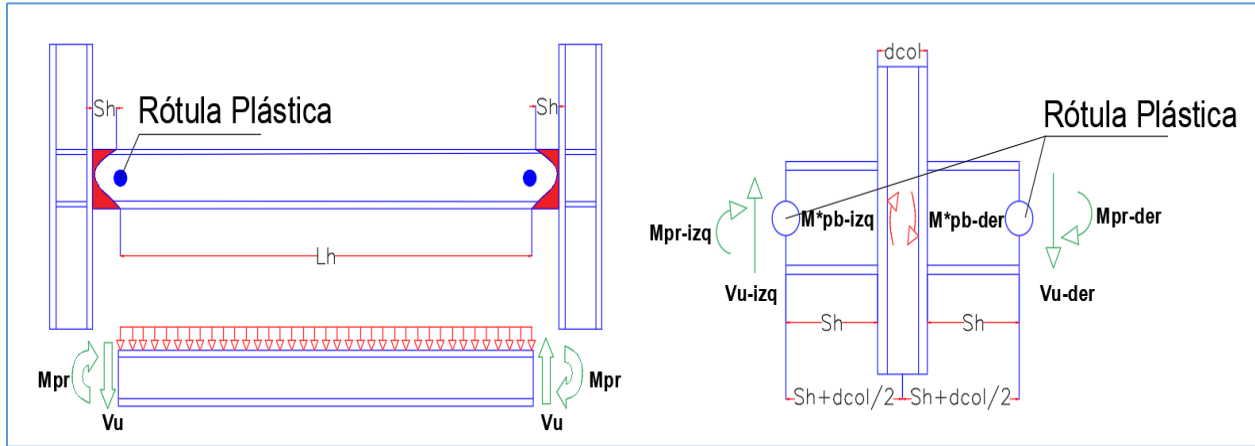 Sh
Rótula Plástica
Sh
Lh
Mpr
Vu
Vu
Mpr
dcol
Rótula Plástica
Mpr-izq
M*pb-izq
M*pb-der
Mpr-der
Vu-izq
Vu-der
Sh
Sh
Sh+dcol/2
Sh+dcol/2